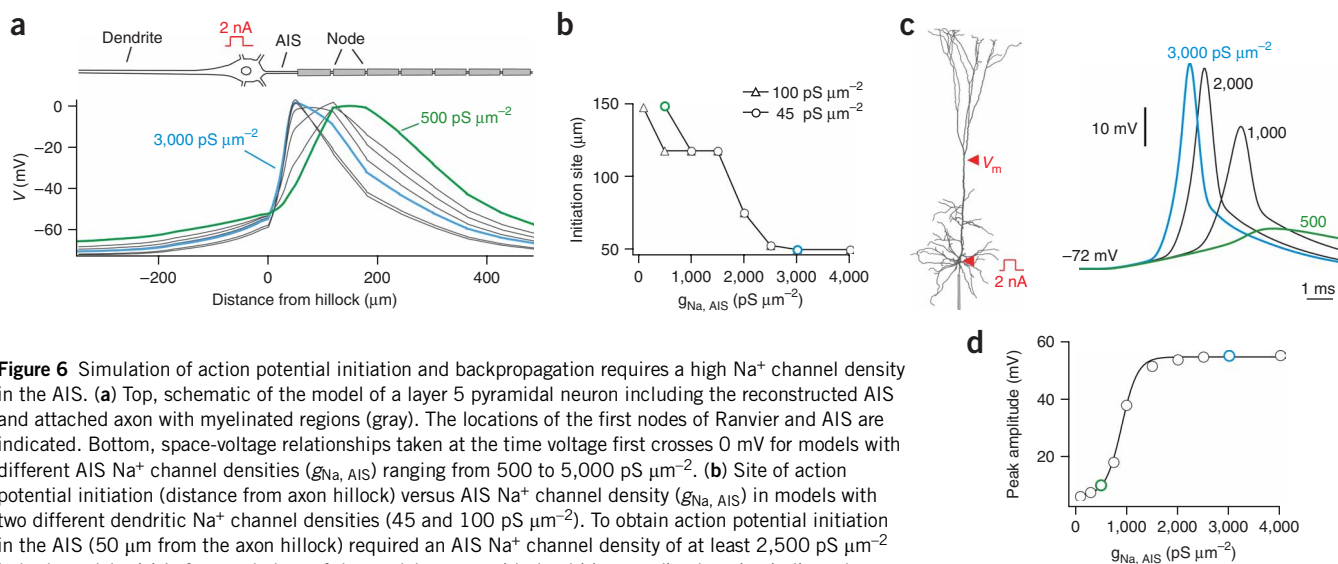 a
2 nA
Dendrite
AIS
Node
0
−20
−40
−60
V (mV)
3,000 pS μm−2
500 pS μm−2
−200
0
200
400
Distance from hillock (μm)
b
100 pS μm−2
45 pS μm−2
150
100
50
Initiation site (μm)
0
1,000
2,000
3,000
4,000
gNa, AIS (pS μm−2)
c
Vm
2 nA
3,000 pS μm−2
2,000
1,000
500
10 mV
−72 mV
1 ms
d
60
40
20
Peak amplitude (mV)
0
1,000
2,000
3,000
4,000
gNa, AIS (pS μm−2)
Figure 6 Simulation of action potential initiation and backpropagation requires a high Na+ channel density
in the AIS. (a) Top, schematic of the model of a layer 5 pyramidal neuron including the reconstructed AIS
and attached axon with myelinated regions (gray). The locations of the first nodes of Ranvier and AIS are
indicated. Bottom, space-voltage relationships taken at the time voltage first crosses 0 mV for models with
different AIS Na+ channel densities (gNa, AIS) ranging from 500 to 5,000 pS μm−2. (b) Site of action
potential initiation (distance from axon hillock) versus AIS Na+ channel density (gNa, AIS) in models with
two different dendritic Na+ channel densities (45 and 100 pS μm−2). To obtain action potential initiation
in the AIS (50 μm from the axon hillock) required an AIS Na+ channel density of at least 2,500 pS μm−2